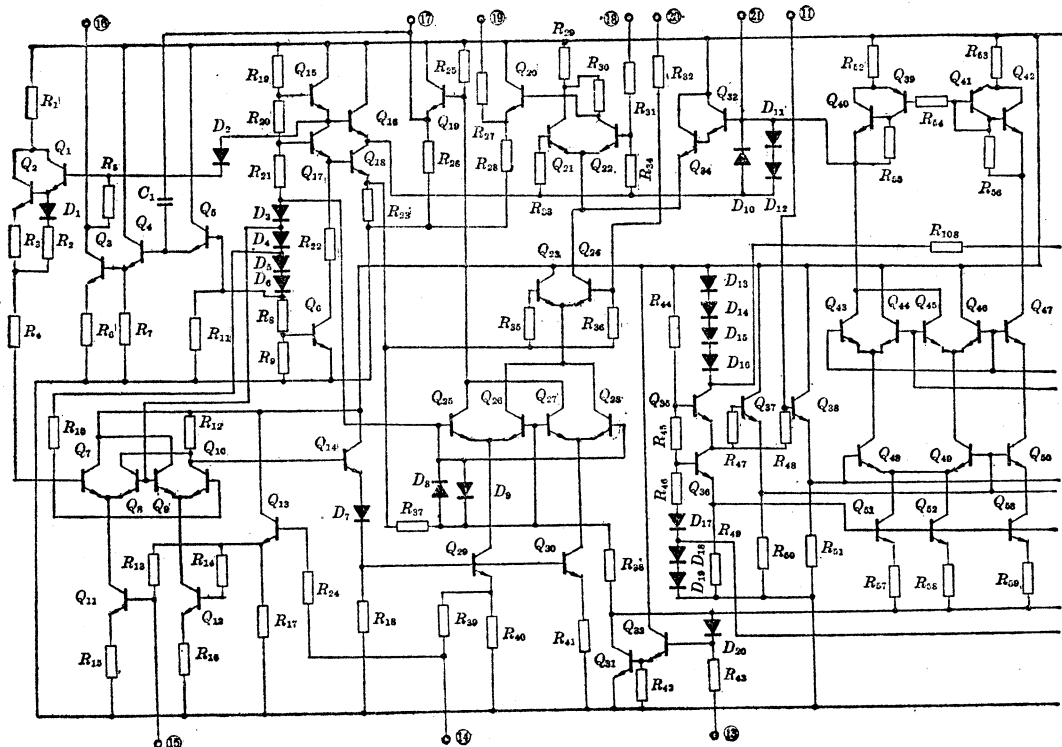 ⑯ ⑰ ⑲ ⑱ ⑳ ㉑ ⑪
R1 R19 Q15 R25 Q20 R29 R30 R32 Q32 D11 R52 Q39 Q41 R53 Q42
Q2 Q1 R5 D2 R20 Q16 Q19 R27 R31 Q40 R54
C1 Q5 R21 Q17 Q18 R26 R28 Q21 Q22 R24 Q34 R55 R56
D1 Q4 D3 R23 R33 D10 D12
R3 R2 Q3 D4 R22 R108
D5 Q23 Q24 D13
R4 R6 R7 R11 D6 Q6 R35 R36 R44 D14 Q43 Q44 Q45 Q46 Q47
R8 D15
R9 D16
Q25 Q26 Q27 Q28 Q35 Q37 Q38
R10 R12 Q14 R45
Q7 Q10 R47 R48 Q48 Q49 Q50
Q8 Q9 Q13 D7 D8 D9 R46 Q36
R37 D17 R49 Q51 Q52 Q53
R13 R14 Q29 Q30 R38 D18 R50 R51
Q11 Q12 R24 D19 R57 R58 R59
R17 R18 R39 R40 R41 Q33 D20
R15 R16 Q31 R42 R43
⑮ ⑭ ⑬